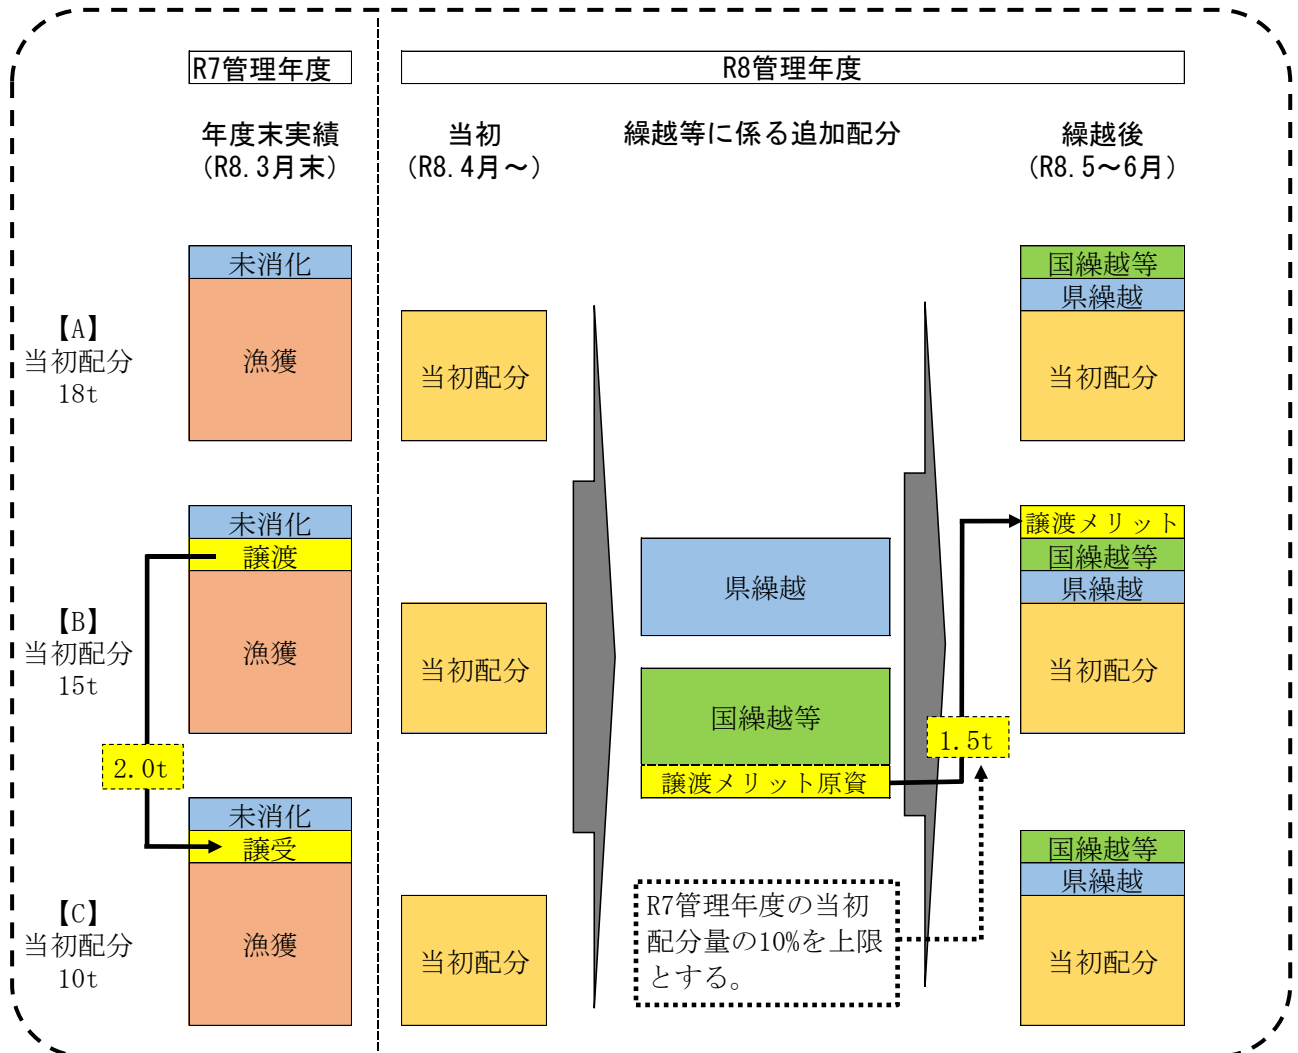 R7管理年度
R8管理年度
年度末実績
(R8.3月末)
当初
(R8.4月～)
繰越等に係る追加配分
繰越後
(R8.5～6月)
【A】
当初配分
18t
未消化
漁獲
当初配分
国繰越等
県繰越
当初配分
【B】
当初配分
15t
未消化
譲渡
漁獲
当初配分
県繰越
国繰越等
譲渡メリット原資
譲渡メリット
国繰越等
県繰越
当初配分
2.0t
1.5t
【C】
当初配分
10t
未消化
譲受
漁獲
当初配分
R7管理年度の当初
配分量の10%を上限
とする。
国繰越等
県繰越
当初配分